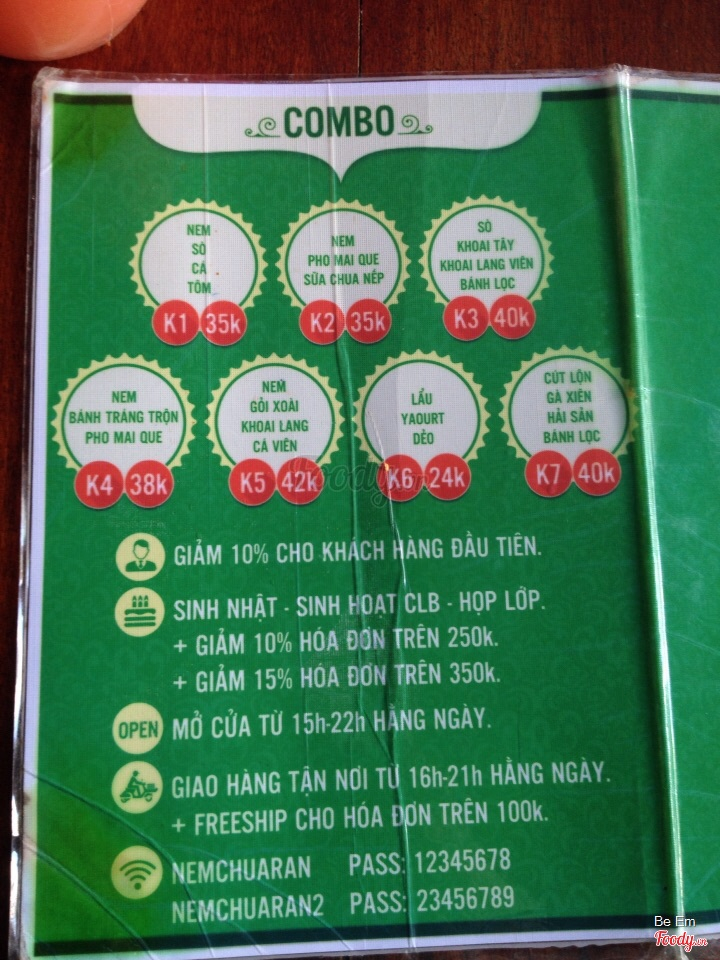 COMBO
NEM
SÒ
CÁ
TÔM
K1 35k
NEM
PHO MAI QUE
SỮA CHUA NẾP
K2 35k
SÒ
KHOAI TÂY
KHOAI LANG VIÊN
BÁNH LỌC
K3 40k
NEM
BÁNH TRÁNG TRỘN
PHO MAI QUE
K4 38k
NEM
GỎI XOÀI
KHOAI LANG
CÁ VIÊN
K5 42k
LẨU
YAOURT
DẺO
K6 24k
CÚT LỘN
GÀ XIÊN
HẢI SẢN
BÁNH LỌC
K7 40k
GIẢM 10% CHO KHÁCH HÀNG ĐẦU TIÊN.
SINH NHẬT - SINH HOẠT CLB - HỌP LỚP.
+ GIẢM 10% HÓA ĐƠN TRÊN 250k.
+ GIẢM 15% HÓA ĐƠN TRÊN 350k.
OPEN MỞ CỬA TỪ 15h-22h HẰNG NGÀY.
GIAO HÀNG TẬN NƠI TỪ 16h-21h HẰNG NGÀY.
+ FREESHIP CHO HÓA ĐƠN TRÊN 100k.
NEMCHUARAN PASS: 12345678
NEMCHUARAN2 PASS: 23456789
Be Em
Foody.vn